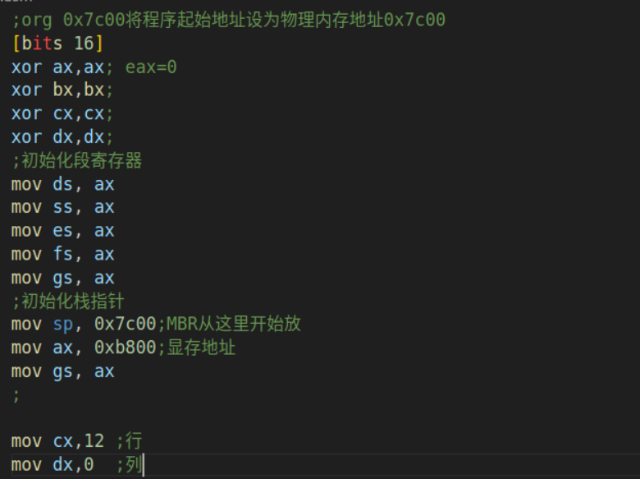 ;org 0x7c00将程序起始地址设为物理内存地址0x7c00
[bits 16]
xor ax,ax; eax=0
xor bx,bx;
xor cx,cx;
xor dx,dx;
;初始化段寄存器
mov ds, ax
mov ss, ax
mov es, ax
mov fs, ax
mov gs, ax
;初始化栈指针
mov sp, 0x7c00;MBR从这里开始放
mov ax, 0xb800;显存地址
mov gs, ax
;
mov cx,12 ;行
mov dx,0  ;列